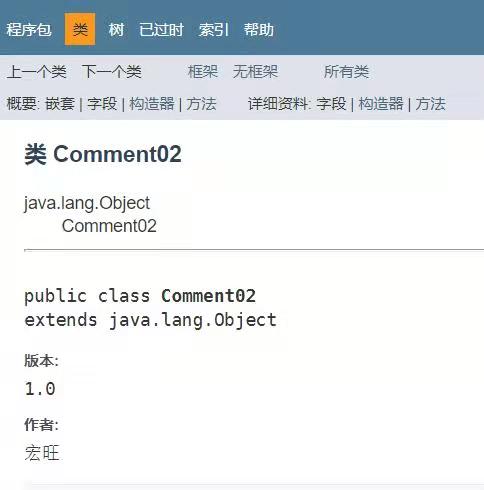 程序包 类 树 已过时 索引 帮助
上一个类 下一个类 框架 无框架 所有类
概要: 嵌套 | 字段 | 构造器 | 方法 详细资料: 字段 | 构造器 | 方法
类 Comment02
java.lang.Object
Comment02
public class Comment02
extends java.lang.Object
版本:
1.0
作者:
宏旺